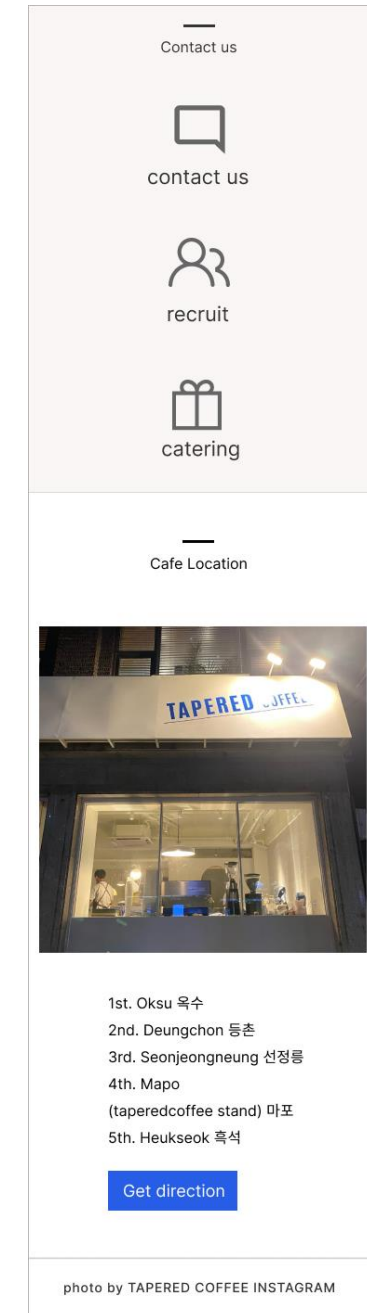 Contact us
contact us
recruit
catering
Cafe Location
TAPERED COFFEE
1st. Oksu 옥수
2nd. Deungchon 등촌
3rd. Seonjeongneung 선정릉
4th. Mapo
(taperedcoffee stand) 마포
5th. Heukseok 흑석
Get direction
photo by TAPERED COFFEE INSTAGRAM